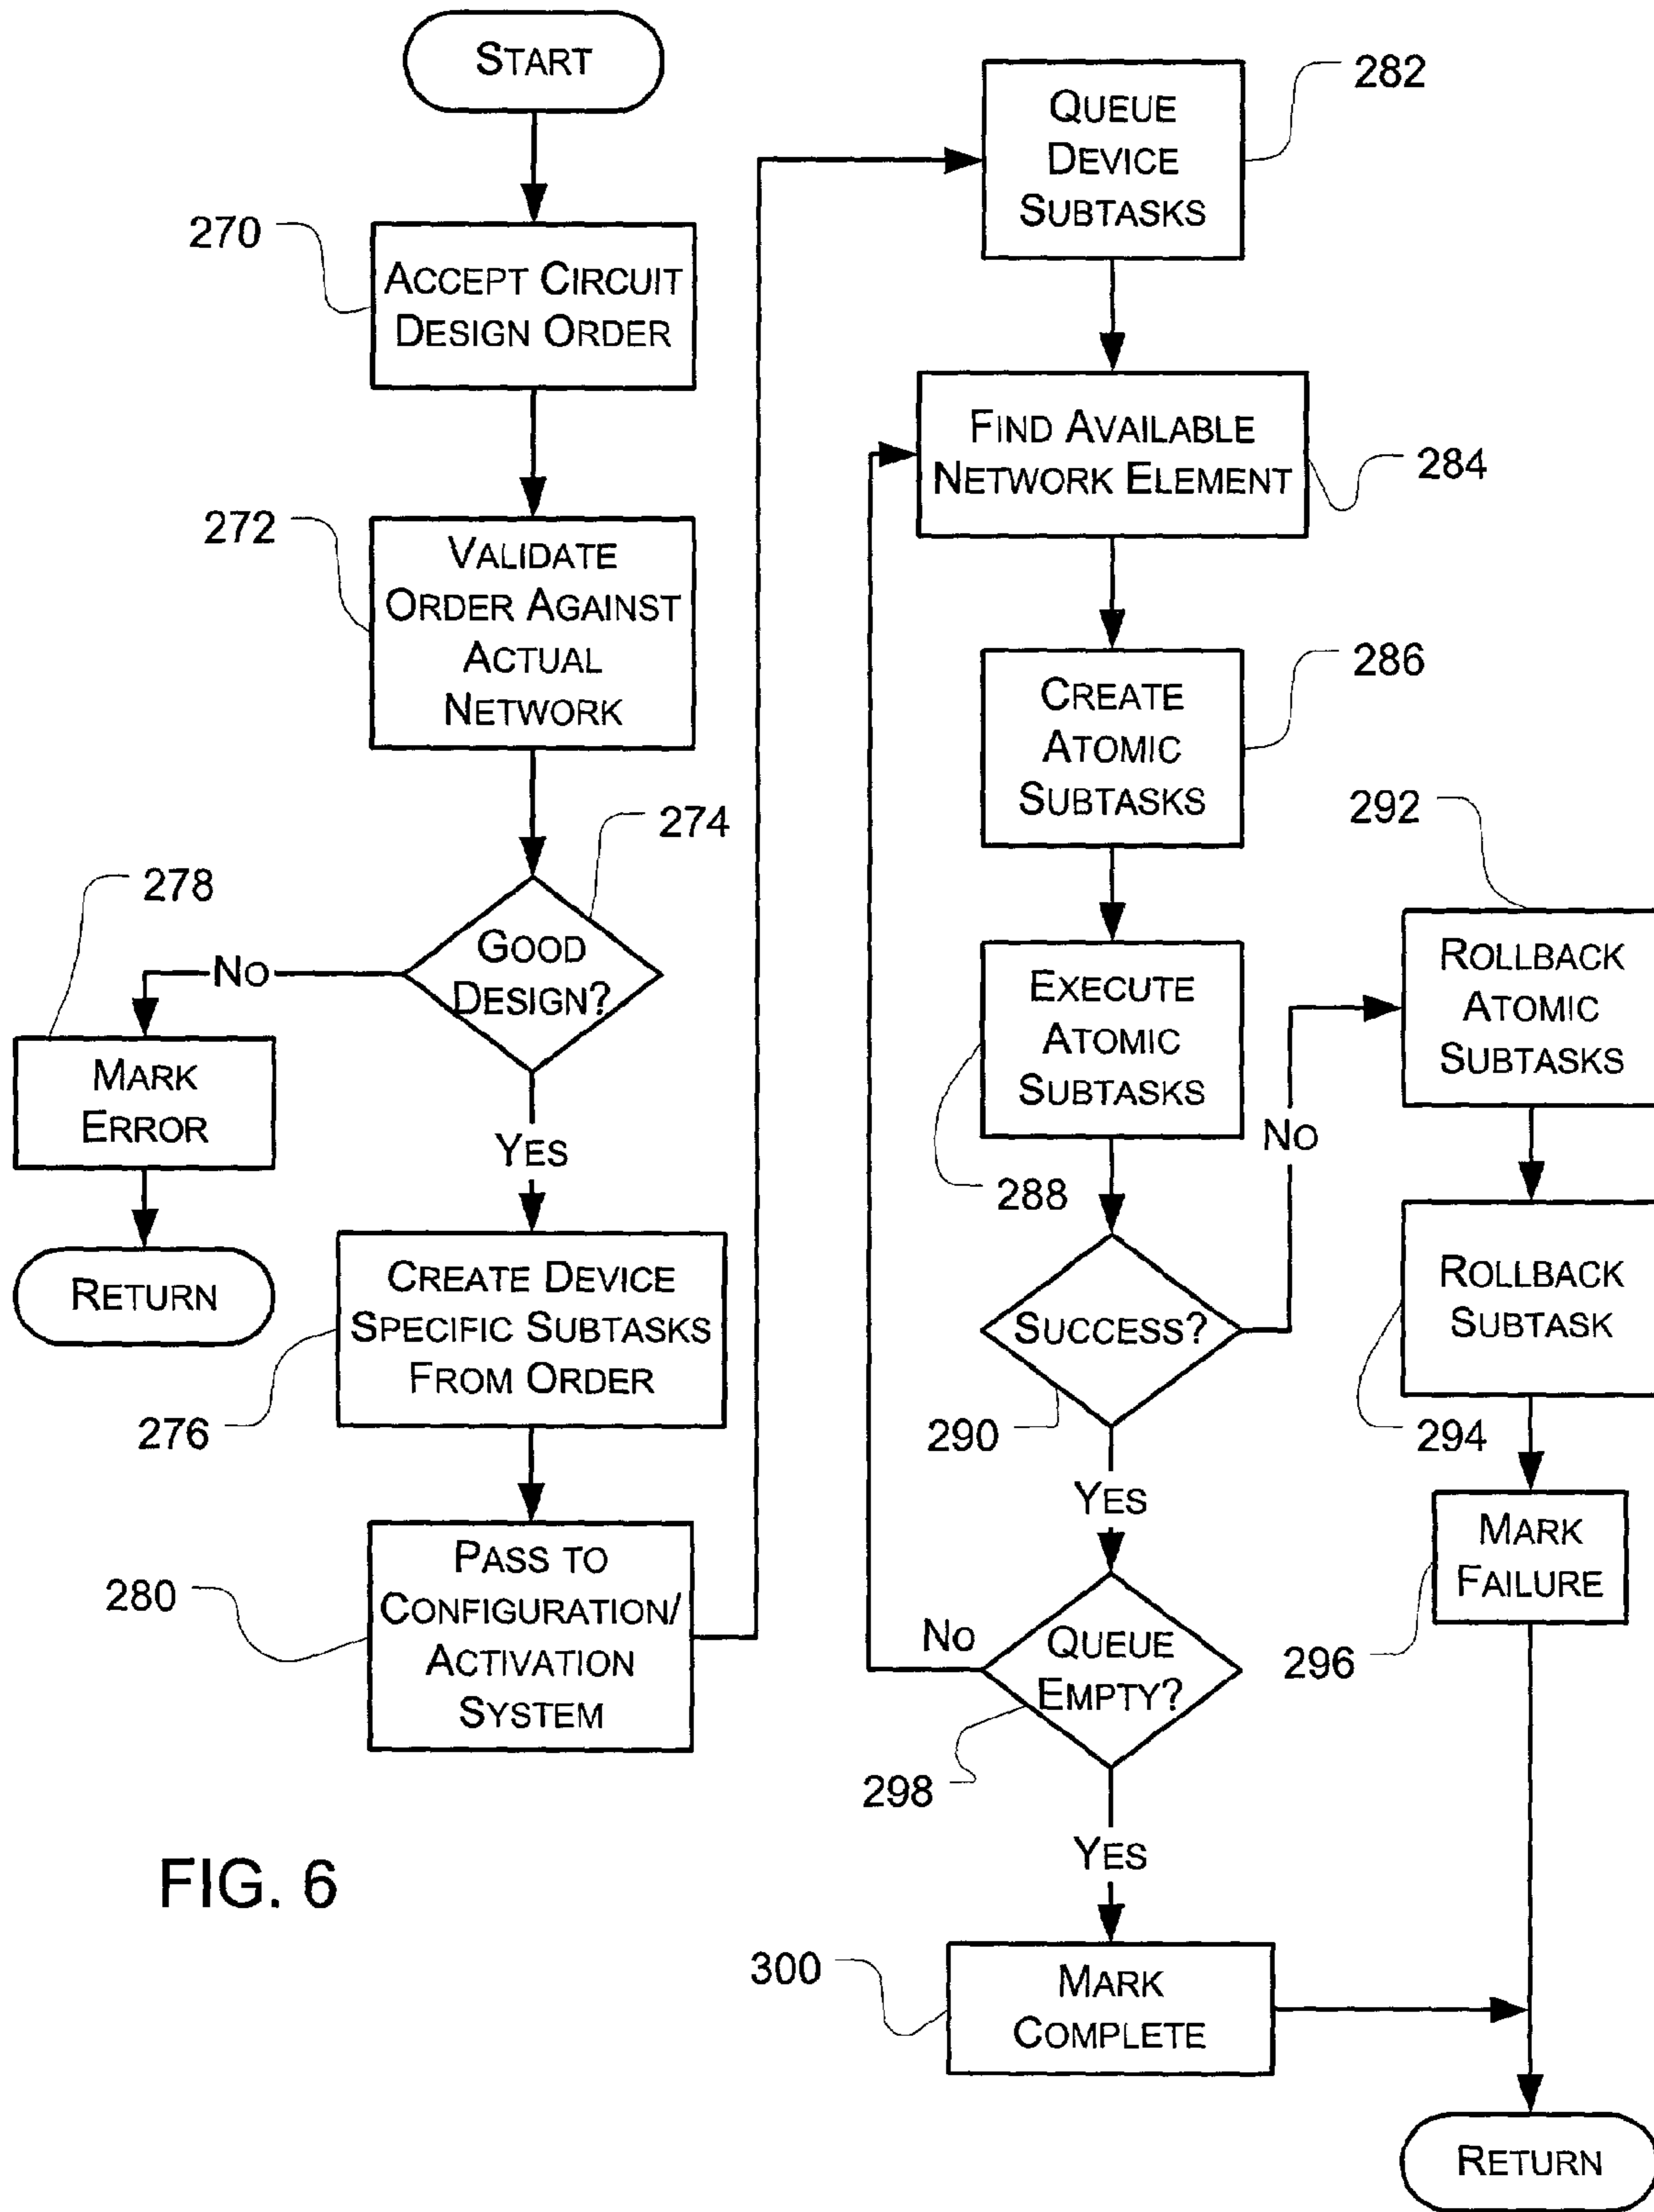 START
270
ACCEPT CIRCUIT
DESIGN ORDER
272
VALIDATE
ORDER AGAINST
ACTUAL
NETWORK
274
GOOD
DESIGN?
NO
278
MARK
ERROR
RETURN
YES
CREATE DEVICE
SPECIFIC SUBTASKS
FROM ORDER
276
PASS TO
CONFIGURATION/
ACTIVATION
SYSTEM
280
282
QUEUE
DEVICE
SUBTASKS
FIND AVAILABLE
NETWORK ELEMENT
284
286
CREATE
ATOMIC
SUBTASKS
EXECUTE
ATOMIC
SUBTASKS
288
SUCCESS?
290
NO
292
ROLLBACK
ATOMIC
SUBTASKS
ROLLBACK
SUBTASK
294
MARK
FAILURE
296
YES
QUEUE
EMPTY?
NO
298
YES
300
MARK
COMPLETE
RETURN
FIG. 6